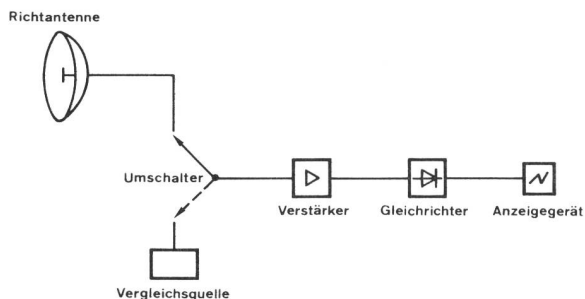 Richtantenne
Umschalter
Verstärker
Gleichrichter
Anzeigegerät
Vergleichsquelle